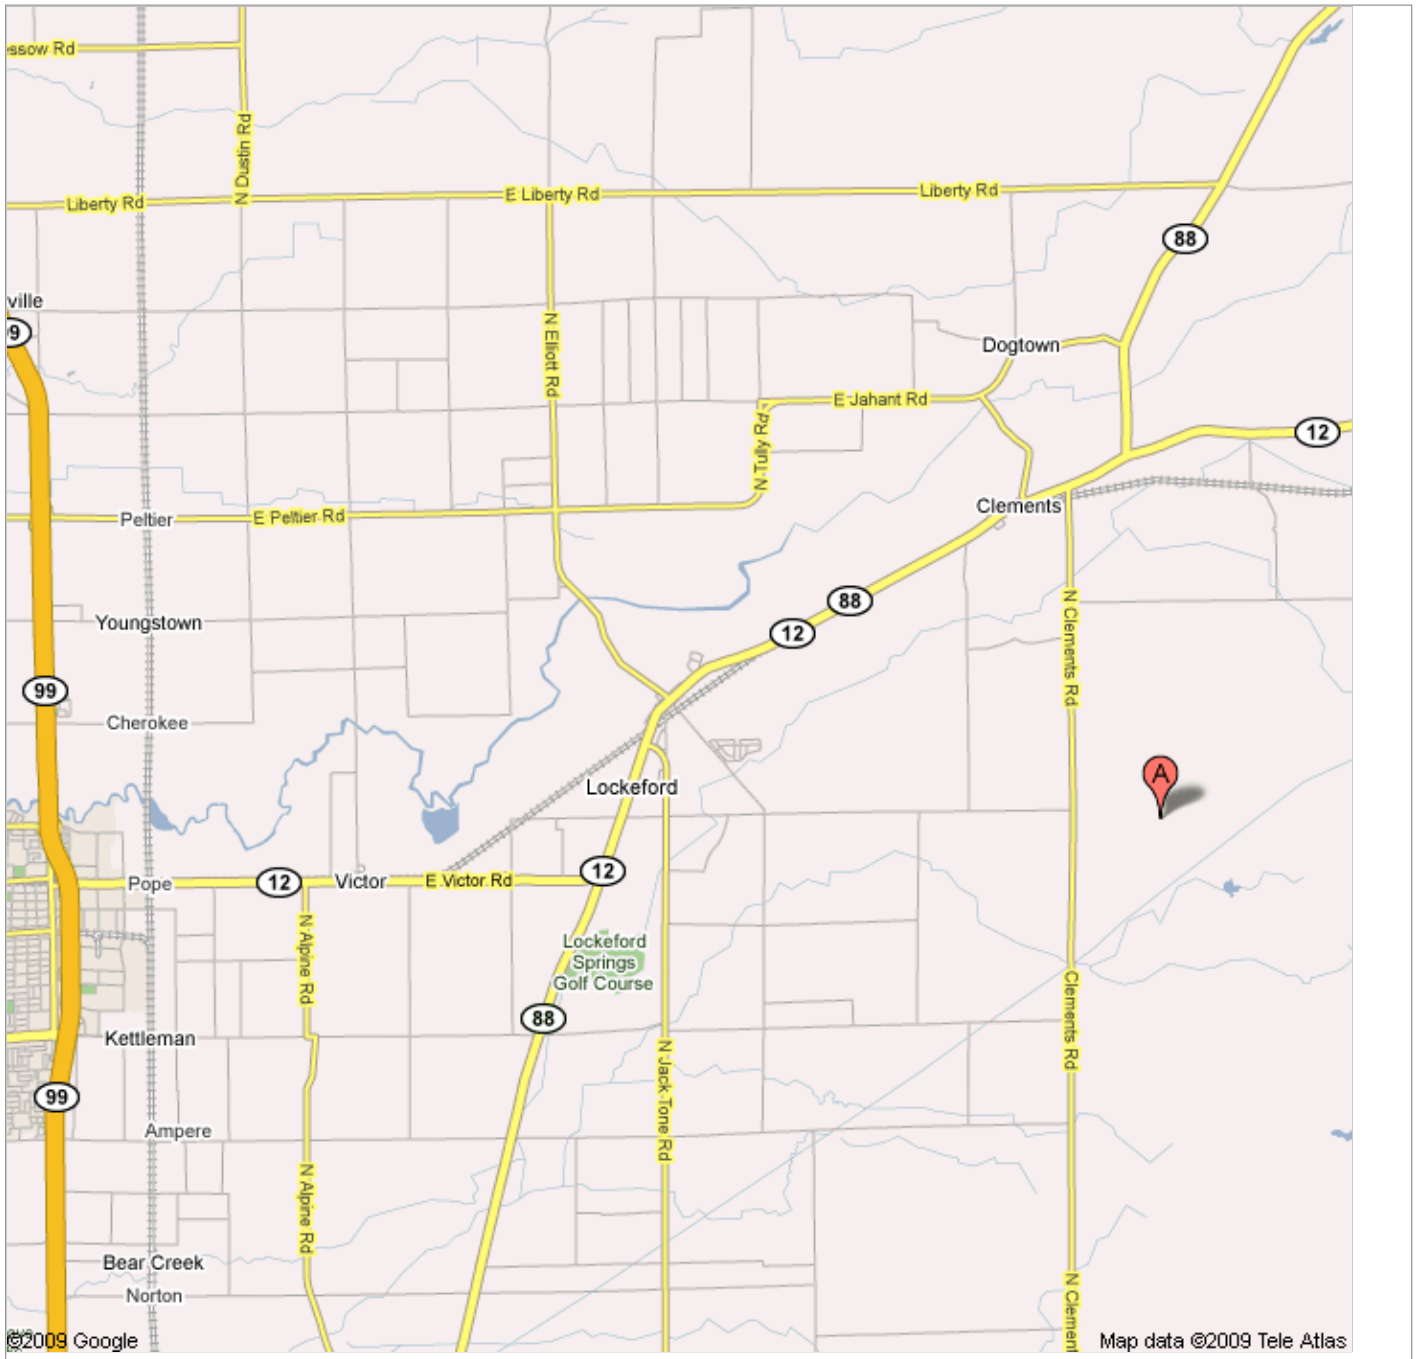 essow Rd
N Dustin Rd
Liberty Rd
E Liberty Rd
Liberty Rd
88
ville
99
N Elliott Rd
Dogtown
E Jahant Rd
N Tully Rd
12
Clements
Peltier
E Peltier Rd
88
12
Youngstown
N Clements Rd
99
Cherokee
A
Lockeford
Pope
12
Victor
E Victor Rd
12
N Alpine Rd
Lockeford
Springs
Golf Course
88
Clements Rd
Kettleman
N Jack Tone Rd
99
Ampere
N Alpine Rd
Bear Creek
Norton
N Clement
©2009 Google
Map data ©2009 Tele Atlas